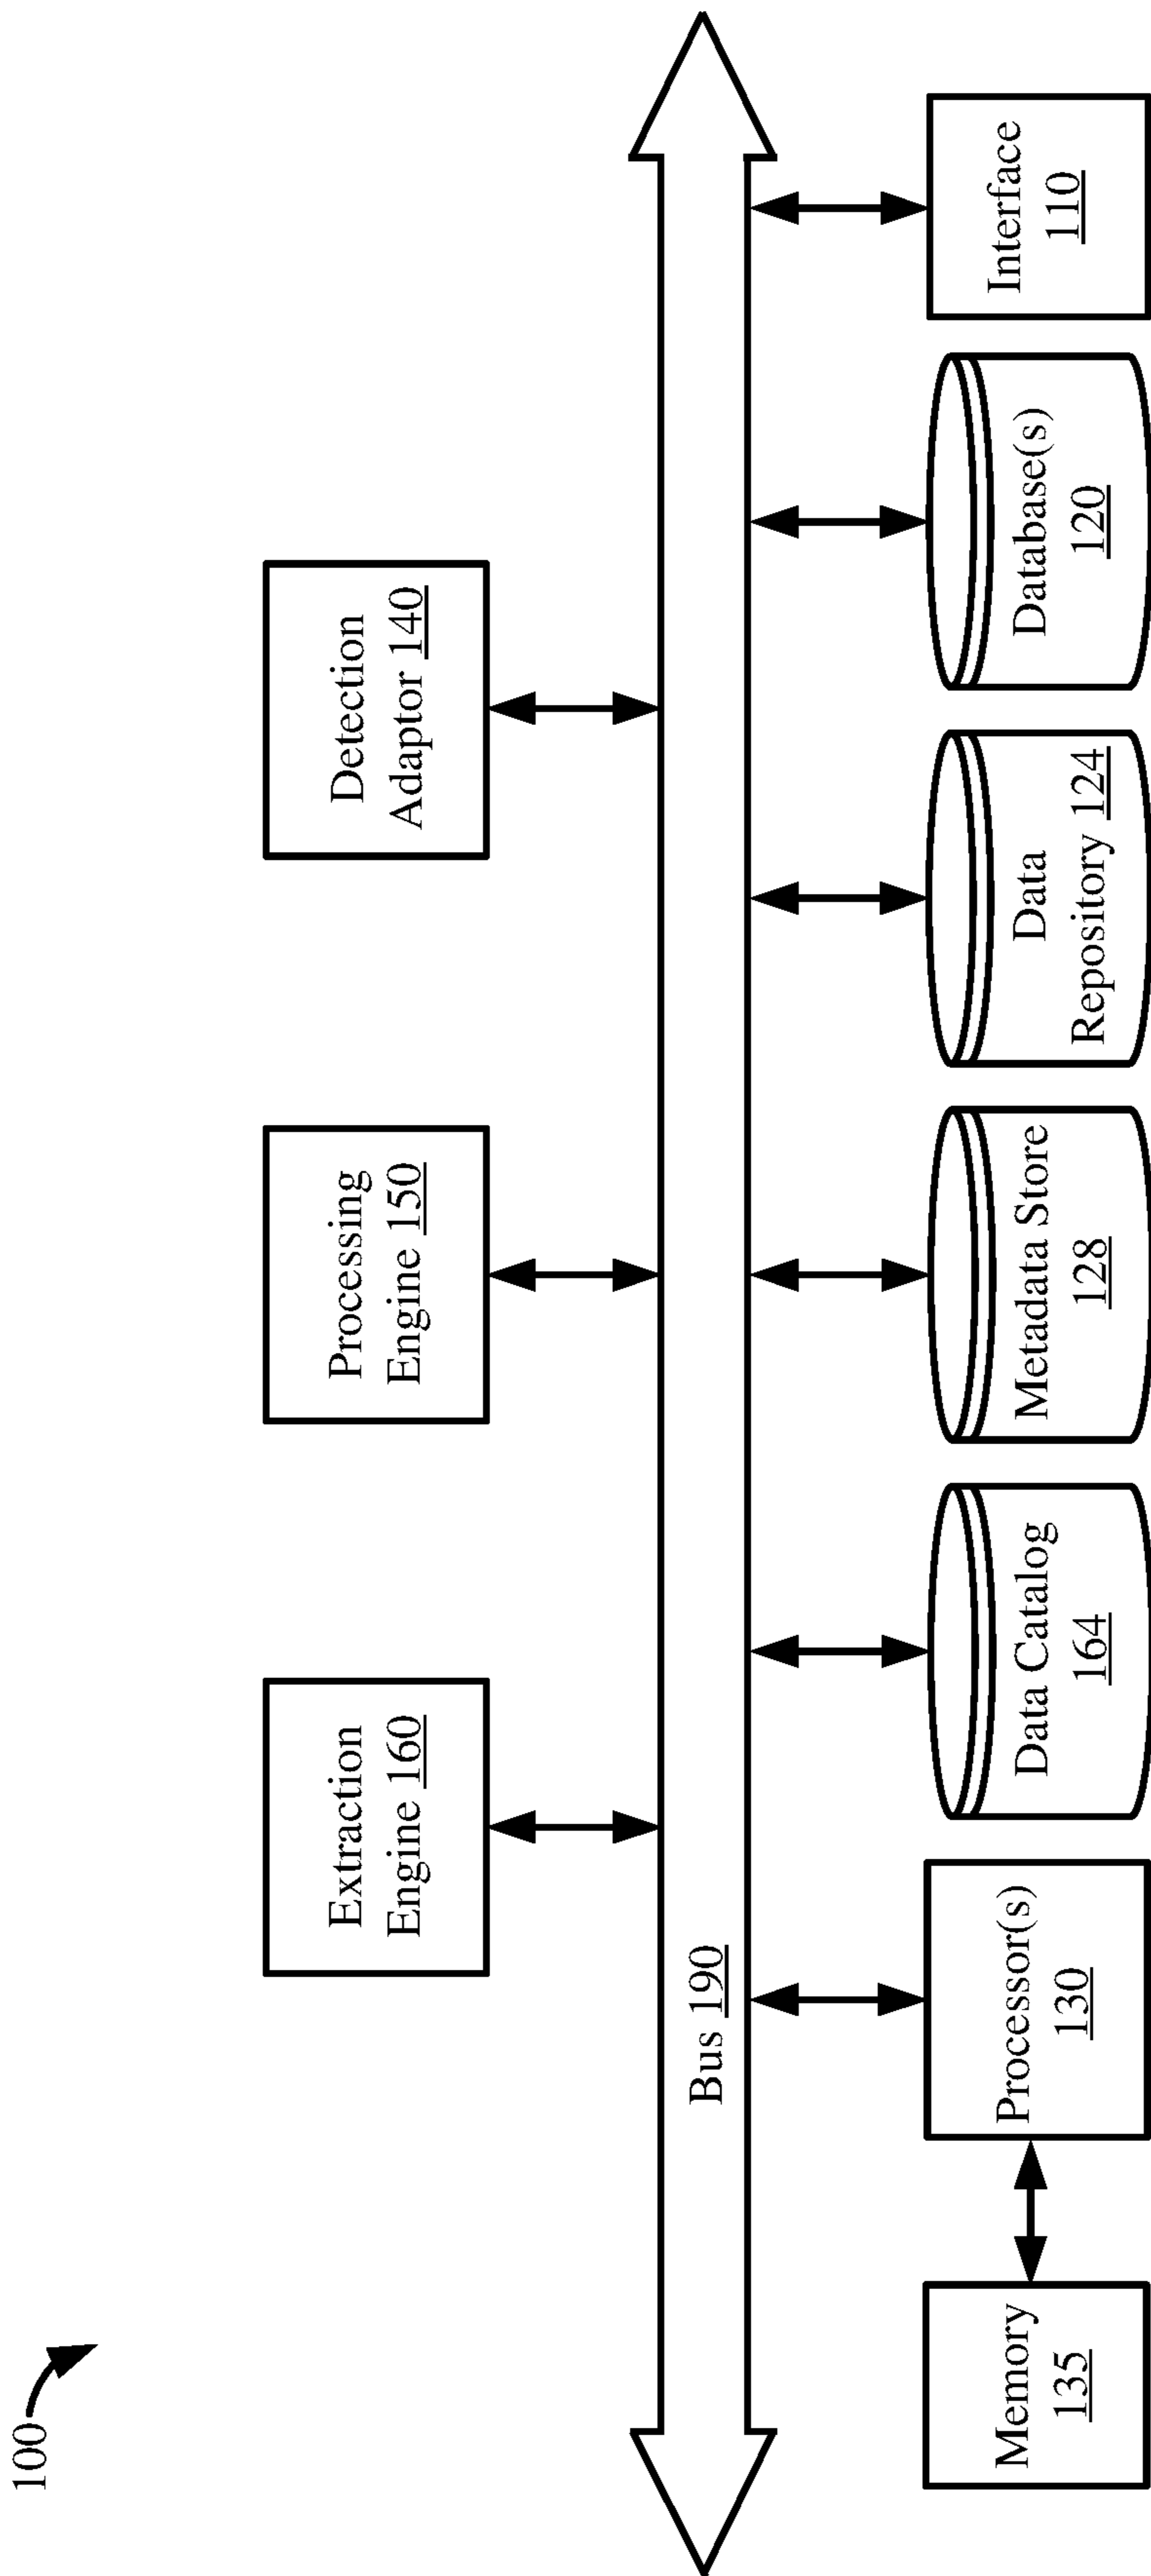 100
Extraction
Engine 160
Processing
Engine 150
Detection
Adaptor 140
Bus 190
Memory
135
Processor(s)
130
Data Catalog
164
Metadata Store
128
Data
Repository 124
Database(s)
120
Interface
110